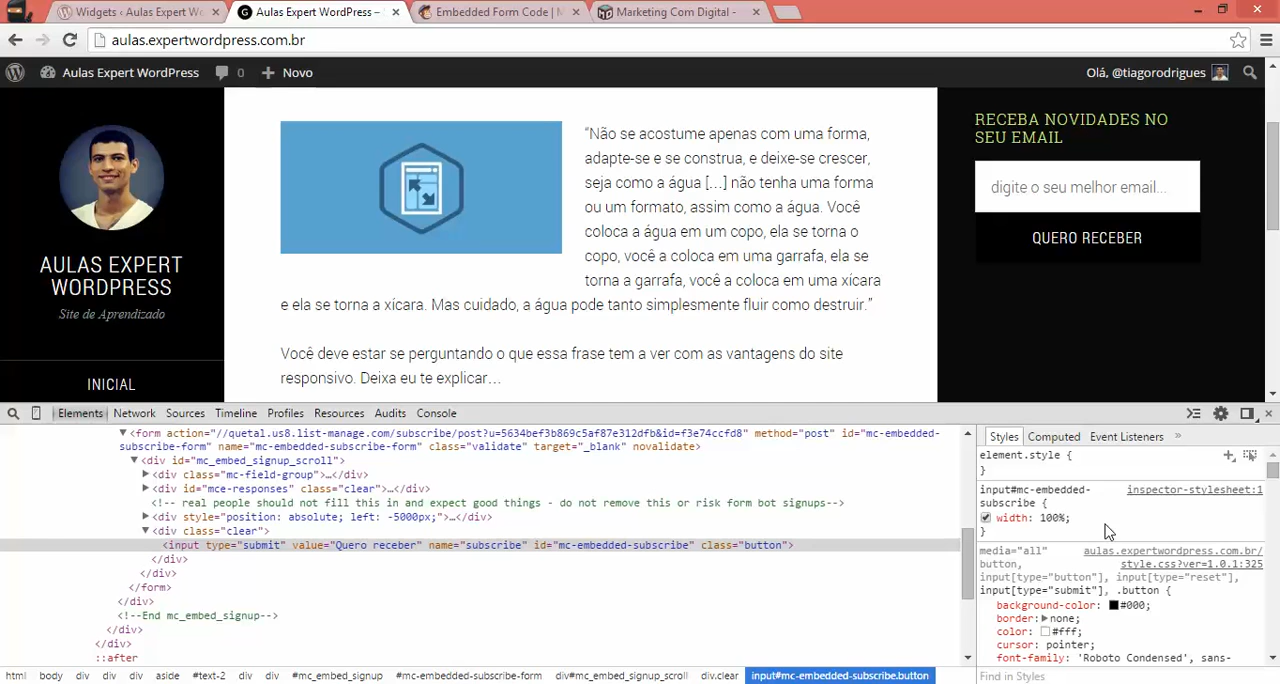 Widgets ‹ Aulas Expert Wo
Aulas Expert WordPress –
Embedded Form Code | M
Marketing Com Digital -
aulas.expertwordpress.com.br
Aulas Expert WordPress
0
Novo
Olá, @tiagorodrigues
AULAS EXPERT
WORDPRESS
Site de Aprendizado
INICIAL
“Não se acostume apenas com uma forma,
adapte-se e se construa, e deixe-se crescer,
seja como a água [...] não tenha uma forma
ou um formato, assim como a água. Você
coloca a água em um copo, ela se torna o
copo, você a coloca em uma garrafa, ela se
torna a garrafa, você a coloca em uma xícara
e ela se torna a xícara. Mas cuidado, a água pode tanto simplesmente fluir como destruir.”
Você deve estar se perguntando o que essa frase tem a ver com as vantagens do site
responsivo. Deixa eu te explicar…
RECEBA NOVIDADES NO
SEU EMAIL
digite o seu melhor email...
QUERO RECEBER
Elements Network Sources Timeline Profiles Resources Audits Console
<form action="//quetal.us8.list-manage.com/subscribe/post?u=5634bef3b869c5af87e312dfb&id=f3e74ccfd8" method="post" id="mc-embedded-
subscribe-form" name="mc-embedded-subscribe-form" class="validate" target="_blank" novalidate>
<div id="mc_embed_signup_scroll">
<div class="mc-field-group">…</div>
<div id="mce-responses" class="clear">…</div>
<!-- real people should not fill this in and expect good things - do not remove this or risk form bot signups-->
<div style="position: absolute; left: -5000px;">…</div>
<div class="clear">
<input type="submit" value="Quero receber" name="subscribe" id="mc-embedded-subscribe" class="button">
</div>
</div>
</form>
</div>
<!--End mc_embed_signup-->
</div>
</div>
::after
html body div div aside #text-2 div div #mc_embed_signup #mc-embedded-subscribe-form div#mc_embed_signup_scroll div.clear input#mc-embedded-subscribe.button
Styles Computed Event Listeners »
element.style {
}
input#mc-embedded- inspector-stylesheet:1
subscribe {
width: 100%;
}
media="all" aulas.expertwordpress.com.br/
button, style.css?ver=1.0.1:325
input[type="button"], input[type="reset"],
input[type="submit"], .button {
background-color: #000;
border: none;
color: #fff;
cursor: pointer;
font-family: 'Roboto Condensed', sans-
Find in Styles